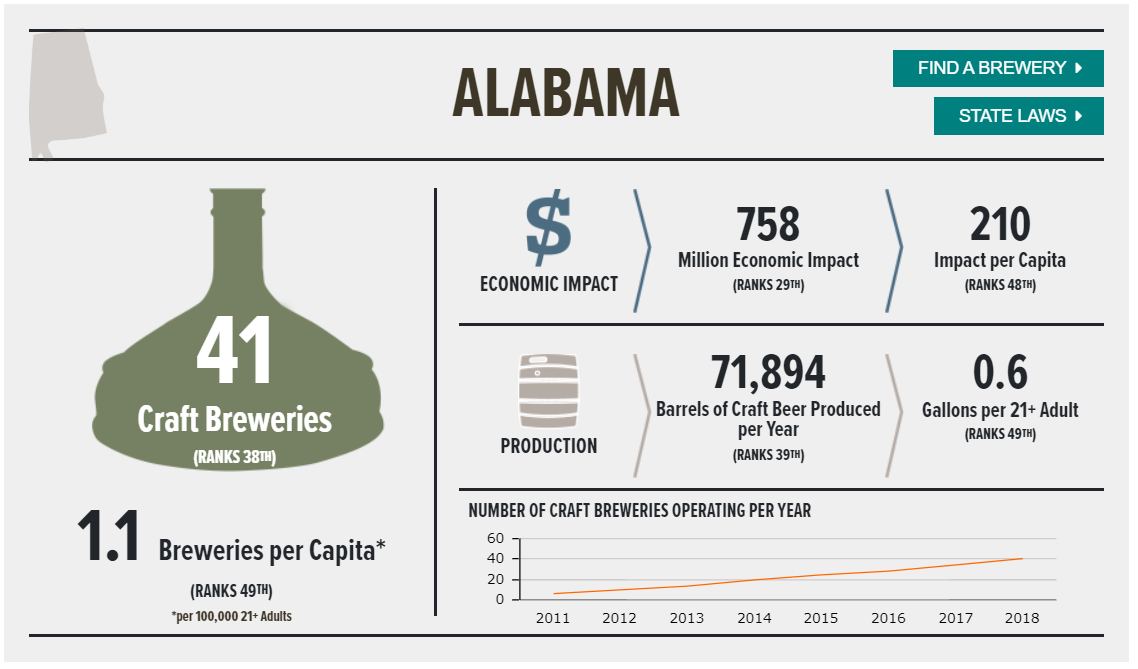 ALABAMA
FIND A BREWERY
STATE LAWS
41
Craft Breweries
(RANKS 38TH)
1.1 Breweries per Capita*
(RANKS 49TH)
*per 100,000 21+ Adults
$
ECONOMIC IMPACT
758
Million Economic Impact
(RANKS 29TH)
210
Impact per Capita
(RANKS 48TH)
PRODUCTION
71,894
Barrels of Craft Beer Produced
per Year
(RANKS 39TH)
0.6
Gallons per 21+ Adult
(RANKS 49TH)
NUMBER OF CRAFT BREWERIES OPERATING PER YEAR
60
40
20
0
2011 2012 2013 2014 2015 2016 2017 2018